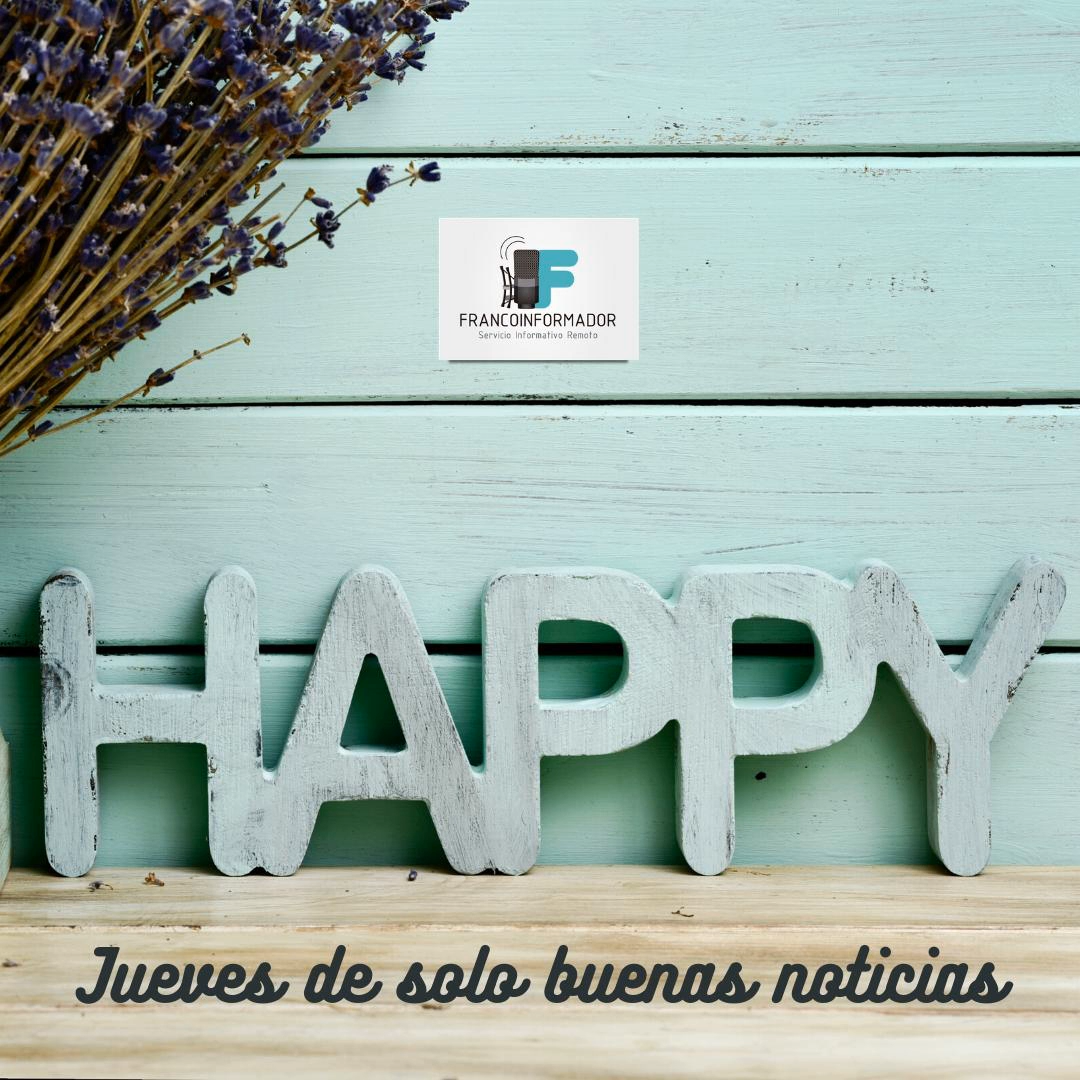 F
FRANCOINFORMADOR
Servicio Informativo Remoto
HAPPY
Jueves de solo buenas noticias